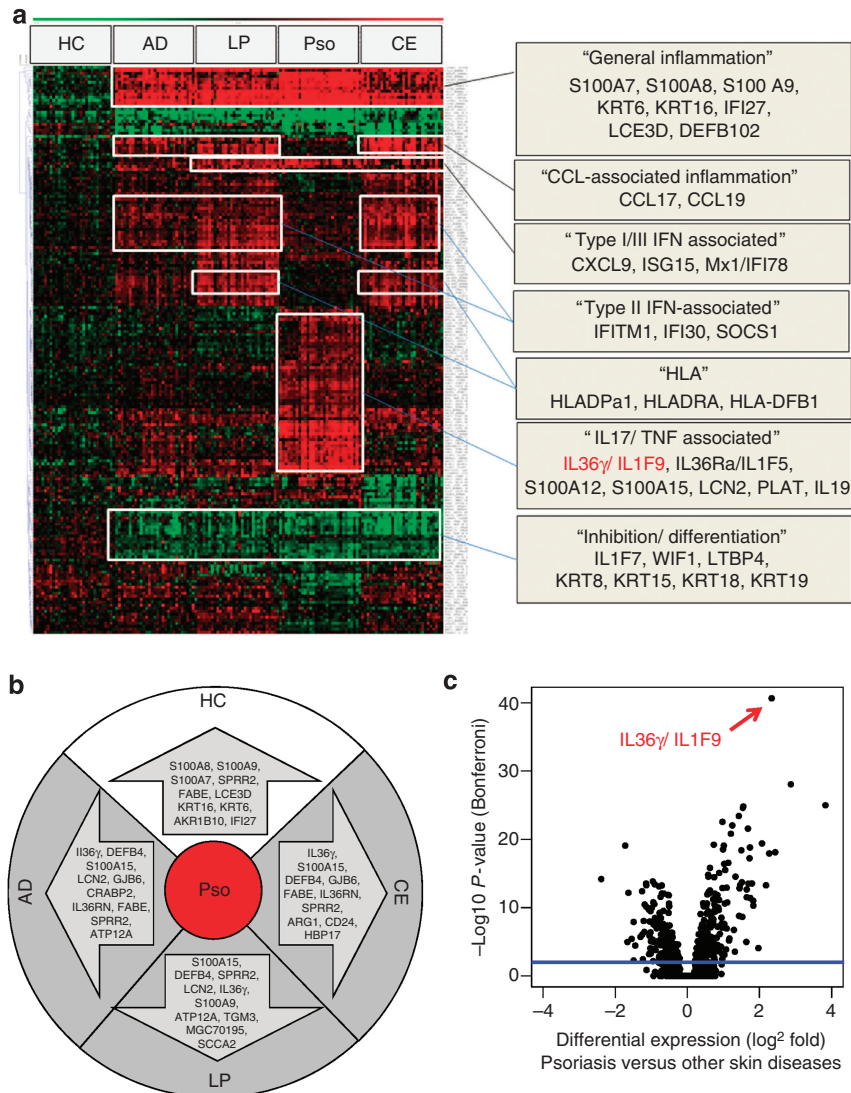 a
HC AD LP Pso CE
“General inflammation”
S100A7, S100A8, S100 A9,
KRT6, KRT16, IFI27,
LCE3D, DEFB102
“CCL-associated inflammation”
CCL17, CCL19
“ Type I/III IFN associated”
CXCL9, ISG15, Mx1/IFI78
“Type II IFN-associated”
IFITM1, IFI30, SOCS1
“HLA”
HLADPa1, HLADRA, HLA-DFB1
“IL17/ TNF associated”
IL36γ/ IL1F9, IL36Ra/IL1F5,
S100A12, S100A15, LCN2, PLAT, IL19
“Inhibition/ differentiation”
IL1F7, WIF1, LTBP4,
KRT8, KRT15, KRT18, KRT19
b
HC
S100A8, S100A9,
S100A7, SPRR2,
FABE, LCE3D
KRT16, KRT6,
AKR1B10, IFI27
AD
Il36γ, DEFB4,
S100A15,
LCN2, GJB6,
CRABP2,
IL36RN, FABE,
SPRR2,
ATP12A
Pso
IL36γ,
S100A15,
DEFB4, GJB6,
FABE, IL36RN,
SPRR2,
ARG1, CD24,
HBP17
CE
S100A15,
DEFB4, SPRR2,
LCN2, IL36γ,
S100A9,
ATP12A, TGM3,
MGC70195,
SCCA2
LP
c
–Log10 P-value (Bonferroni)
40
30
20
10
0
IL36γ/ IL1F9
–4 –2 0 2 4
Differential expression (log² fold)
Psoriasis versus other skin diseases